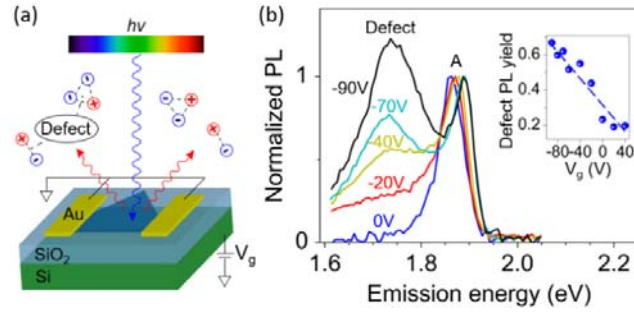 (a)
hν
Defect
Au
SiO₂
Si
Vg
(b)
Normalized PL
1
0
Defect
A
-90V
-70V
-40V
-20V
0V
1.6 1.8 2.0 2.2
Emission energy (eV)
Defect PL yield
0.6
0.4
0.2
-80 -40 0 40
Vg (V)